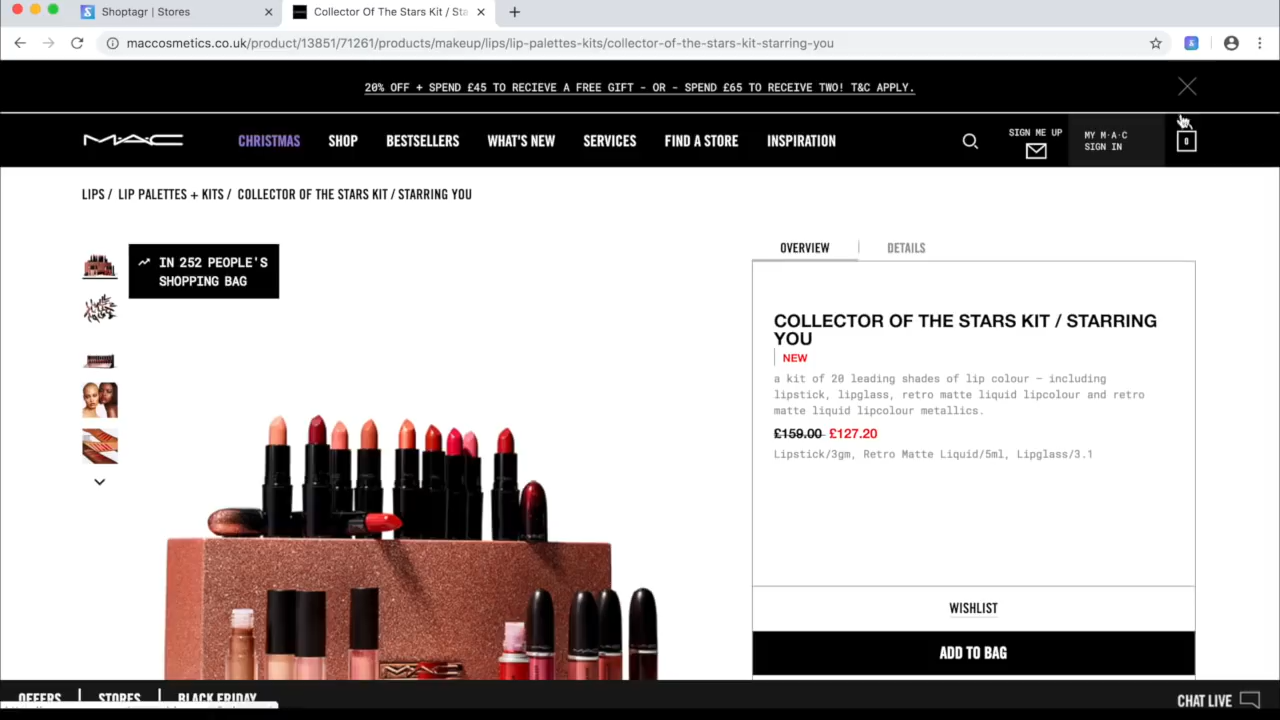 Shoptagr | Stores
Collector Of The Stars Kit / Sta
maccosmetics.co.uk/product/13851/71261/products/makeup/lips/lip-palettes-kits/collector-of-the-stars-kit-starring-you
20% OFF + SPEND £45 TO RECIEVE A FREE GIFT - OR - SPEND £65 TO RECEIVE TWO! T&C APPLY.
MAC
CHRISTMAS SHOP BESTSELLERS WHAT'S NEW SERVICES FIND A STORE INSPIRATION
SIGN ME UP
MY M·A·C
SIGN IN
0
LIPS / LIP PALETTES + KITS / COLLECTOR OF THE STARS KIT / STARRING YOU
IN 252 PEOPLE'S
SHOPPING BAG
OVERVIEW | DETAILS
COLLECTOR OF THE STARS KIT / STARRING
YOU
NEW
a kit of 20 leading shades of lip colour – including
lipstick, lipglass, retro matte liquid lipcolour and retro
matte liquid lipcolour metallics.
£159.00 £127.20
Lipstick/3gm, Retro Matte Liquid/5ml, Lipglass/3.1
WISHLIST
ADD TO BAG
OFFERS | STORES | BLACK FRIDAY
CHAT LIVE